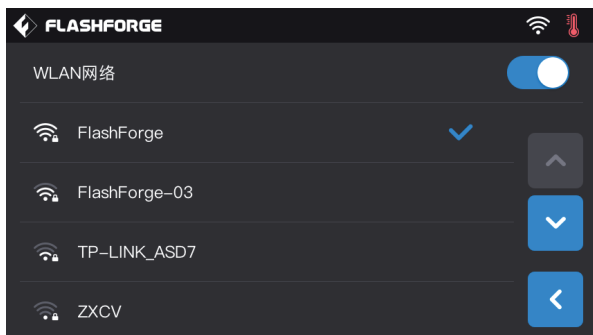 FLASHFORGE
WLAN网络
FlashForge
FlashForge-03
TP-LINK_ASD7
ZXCV